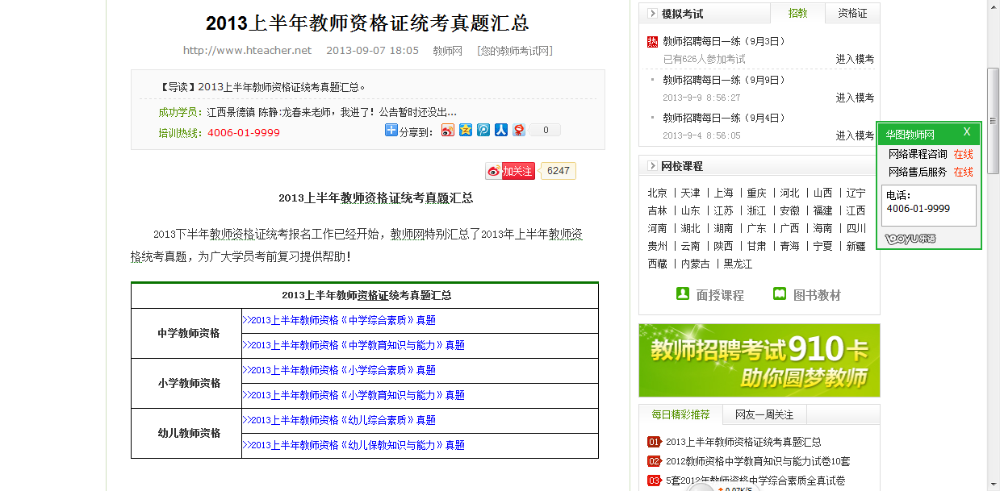 2013上半年教师资格证统考真题汇总
http://www.hteacher.net 2013-09-07 18:05 教师网 [您的教师考试网]
【导读】2013上半年教师资格证统考真题汇总。
成功学员：江西景德镇 陈静:龙春来老师，我进了！公告暂时还没出…
培训热线：4006-01-9999
分享到： 0
加关注 6247
2013上半年教师资格证统考真题汇总
2013下半年教师资格证统考报名工作已经开始，教师网特别汇总了2013年上半年教师资
格统考真题，为广大学员考前复习提供帮助！
2013上半年教师资格证统考真题汇总
中学教师资格
>>2013上半年教师资格《中学综合素质》真题
>>2013上半年教师资格《中学教育知识与能力》真题
小学教师资格
>>2013上半年教师资格《小学综合素质》真题
>>2013上半年教师资格《小学教育知识与能力》真题
幼儿教师资格
>>2013上半年教师资格《幼儿综合素质》真题
>>2013上半年教师资格《幼儿保教知识与能力》真题
模拟考试 招教 资格证
热 教师招聘每日一练（9月3日）
已有626人参加考试 进入模考
教师招聘每日一练（9月9日）
2013-9-9 8:56:27 进入模考
教师招聘每日一练（9月4日）
2013-9-4 8:56:05 进入模考
网校课程
北京 | 天津 | 上海 | 重庆 | 河北 | 山西 | 辽宁
吉林 | 山东 | 江苏 | 浙江 | 安徽 | 福建 | 江西
河南 | 湖北 | 湖南 | 广东 | 广西 | 海南 | 四川
贵州 | 云南 | 陕西 | 甘肃 | 青海 | 宁夏 | 新疆
西藏 | 内蒙古 | 黑龙江
面授课程 图书教材
教师招聘考试910卡
助你圆梦教师
每日精彩推荐 网友一周关注
01 2013上半年教师资格证统考真题汇总
02 2012教师资格中学教育知识与能力试卷10套
03 5套2012年教师资格中学综合素质全真试卷
0.07K/S
华图教师网 X
网络课程咨询 在线
网络售后服务 在线
电话：
4006-01-9999
LOOYU乐语